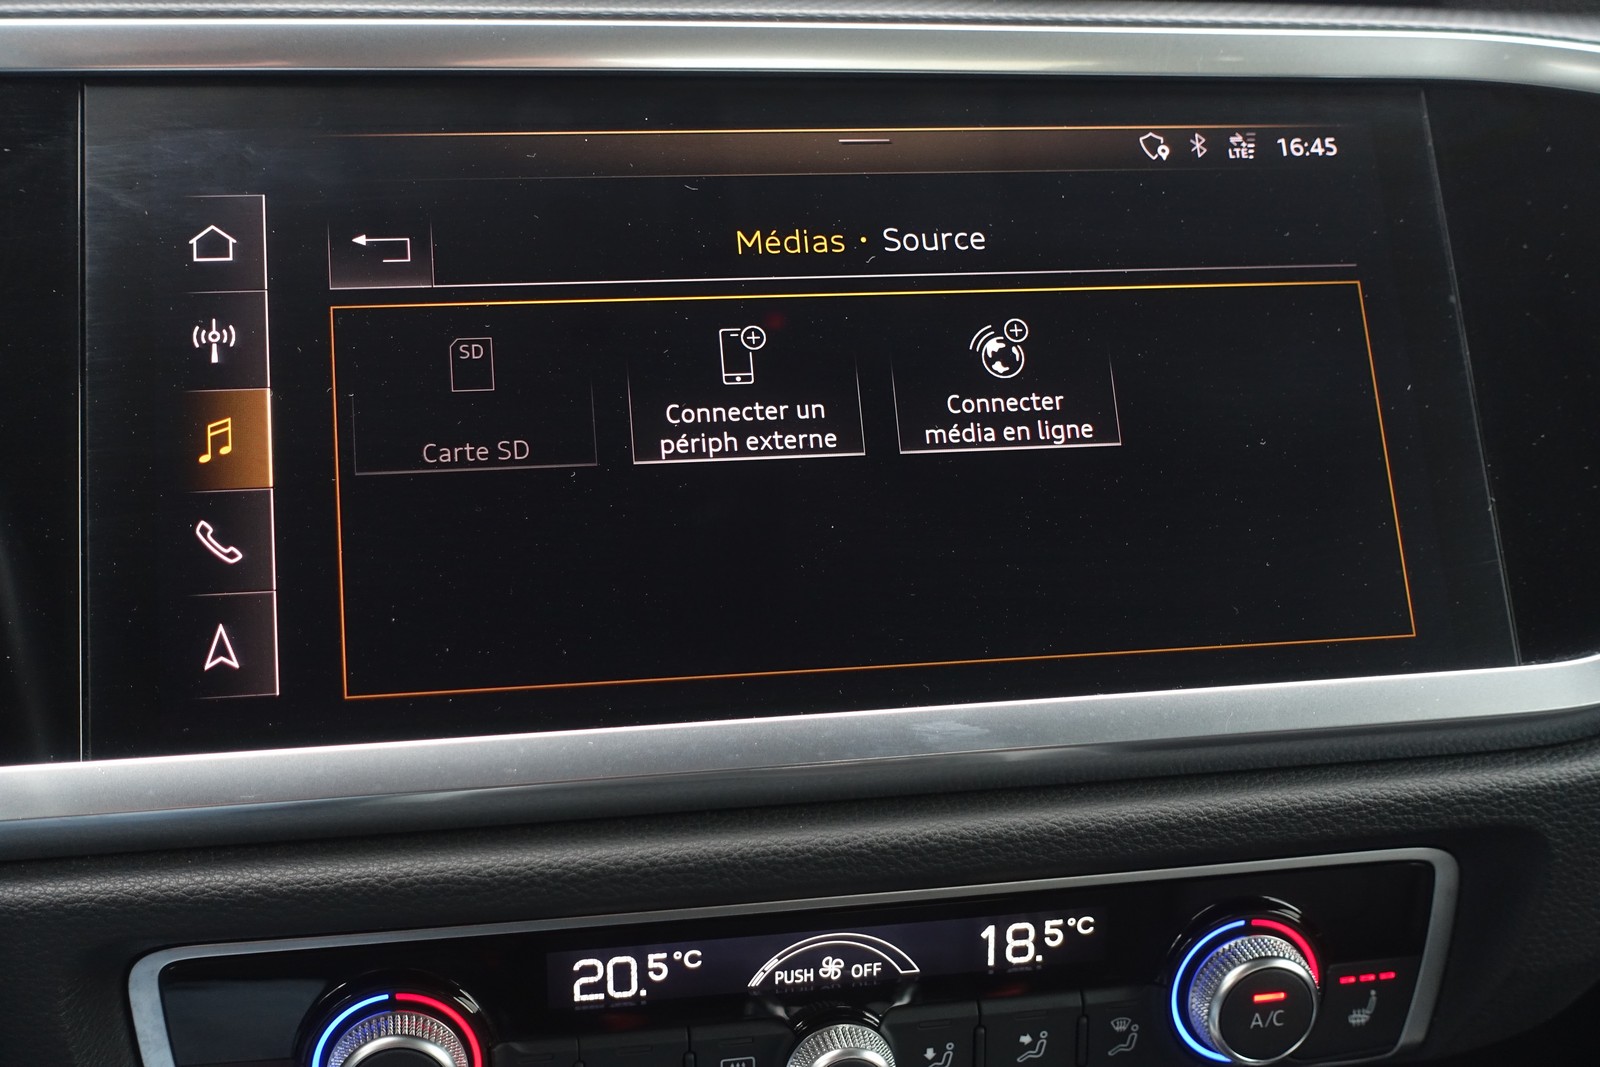 LTE 16:45
Médias • Source
SD
Carte SD
Connecter un
périph externe
Connecter
média en ligne
20.5°C
PUSH OFF
18.5°C
A/C